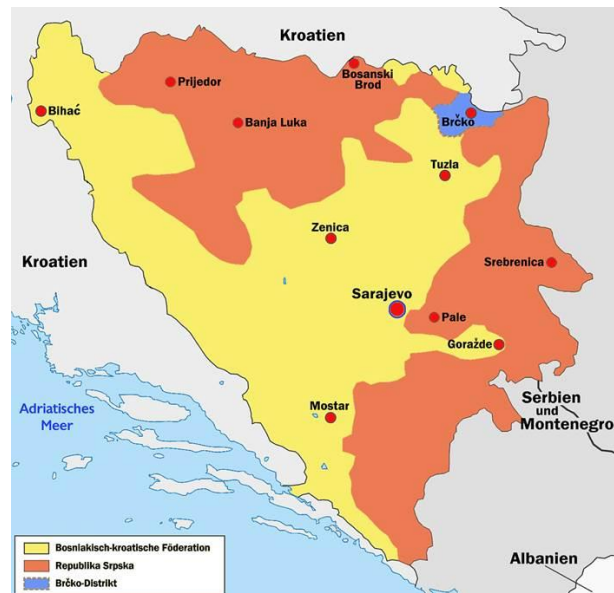 Kroatien
Prijedor
Bosanski
Brod
Bihać
Banja Luka
Brčko
Tuzla
Zenica
Kroatien
Srebrenica
Sarajevo
Pale
Goražde
Adriatisches
Meer
Mostar
Serbien
und
Montenegro
Bosniakisch-kroatische Föderation
Republika Srpska
Brčko-Distrikt
Albanien